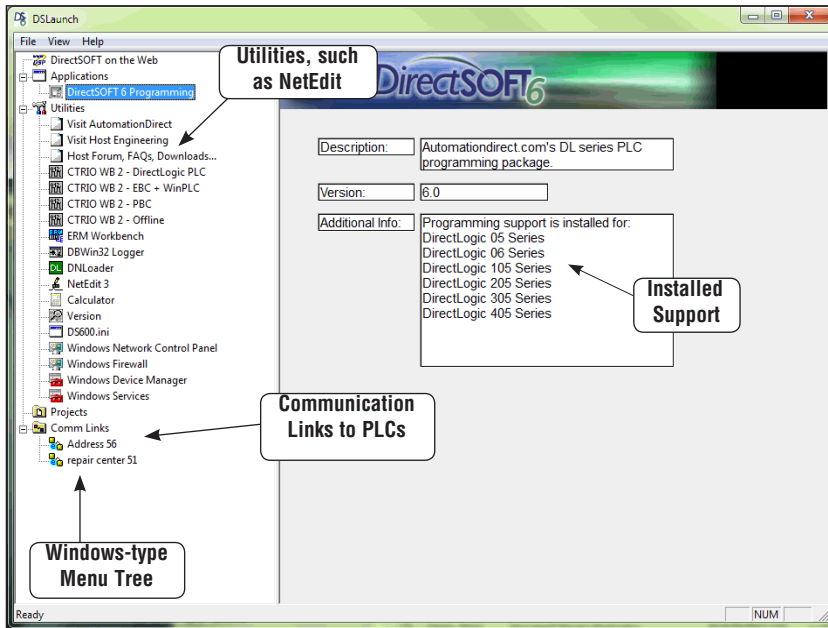 DSLaunch
File View Help
DirectSOFT on the Web
Applications
DirectSOFT 6 Programming
Utilities
Visit AutomationDirect
Visit Host Engineering
Host Forum, FAQs, Downloads...
CTRIO WB 2 - DirectLogic PLC
CTRIO WB 2 - EBC + WinPLC
CTRIO WB 2 - PBC
CTRIO WB 2 - Offline
ERM Workbench
DBWin32 Logger
DL DNLoader
NetEdit 3
Calculator
Version
DS600.ini
Windows Network Control Panel
Windows Firewall
Windows Device Manager
Windows Services
Projects
Comm Links
Address 56
repair center 51
Utilities, such
as NetEdit
DirectSOFT6
Description: Automationdirect.com's DL series PLC
programming package.
Version: 6.0
Additional Info: Programming support is installed for:
DirectLogic 05 Series
DirectLogic 06 Series
DirectLogic 105 Series
DirectLogic 205 Series
DirectLogic 305 Series
DirectLogic 405 Series
Installed
Support
Communication
Links to PLCs
Windows-type
Menu Tree
Ready
NUM